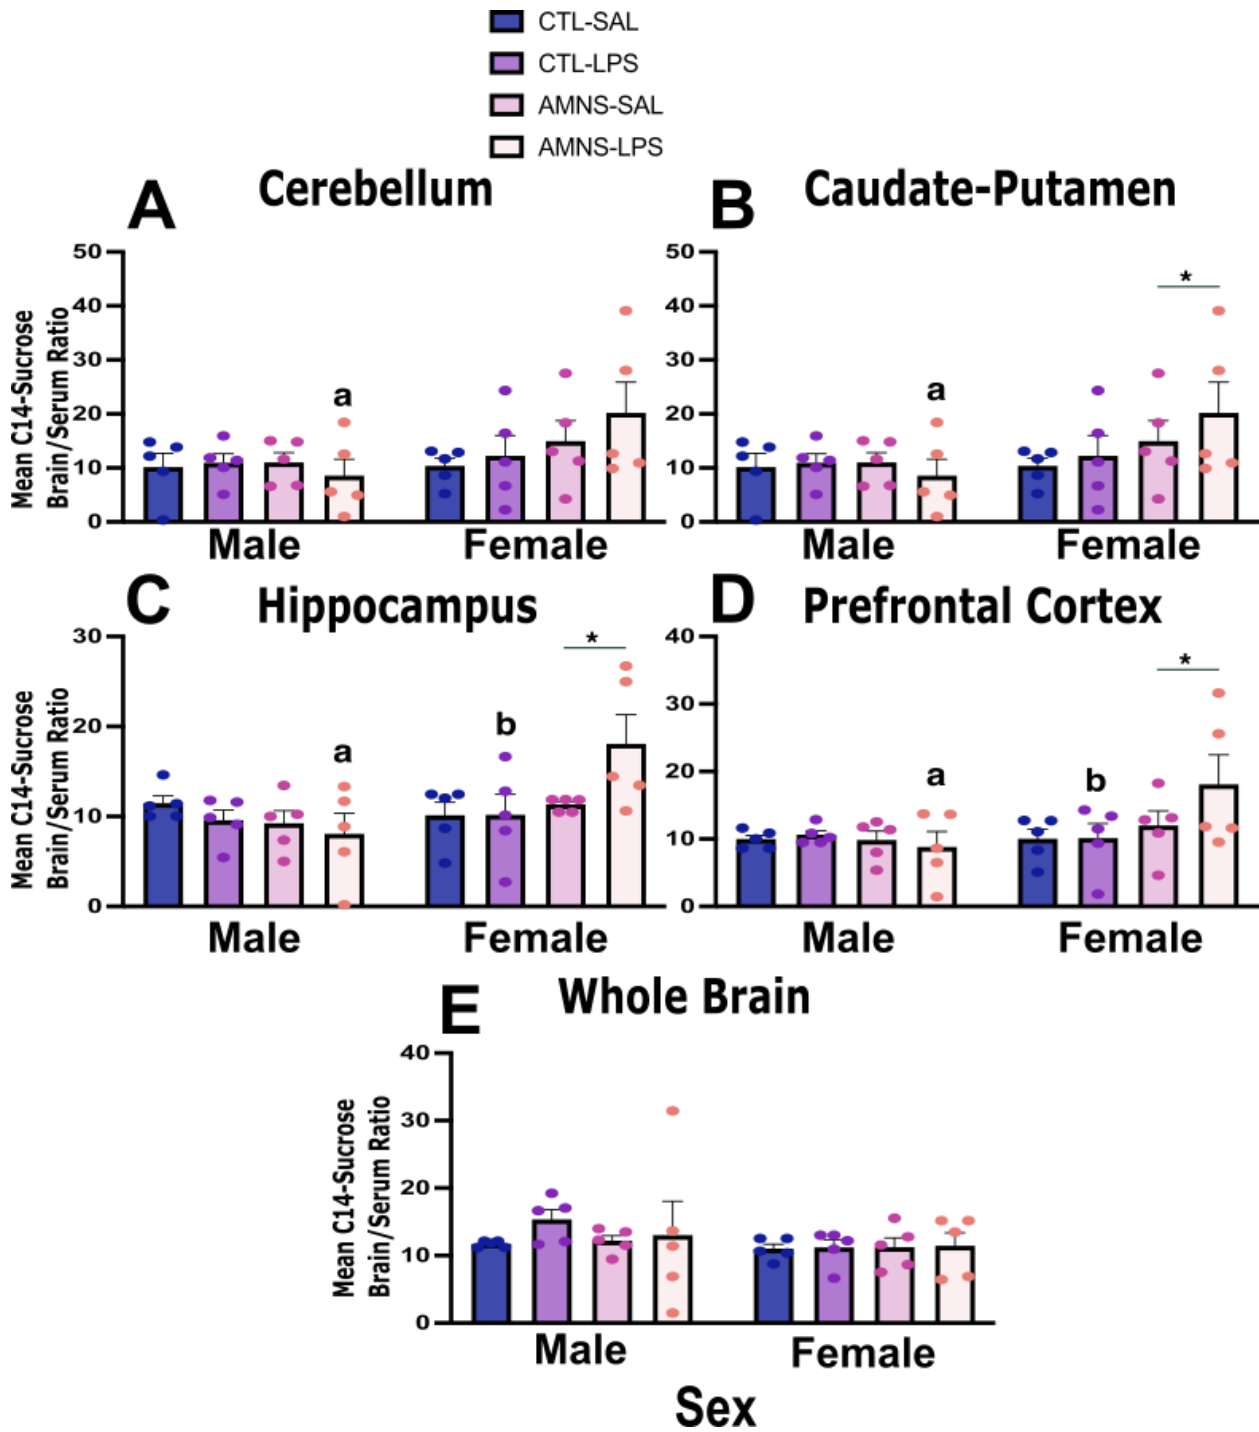 CTL-SAL
CTL-LPS
AMNS-SAL
AMNS-LPS
A Cerebellum
Mean C14-Sucrose
Brain/Serum Ratio
50
40
30
20
10
0
a
Male Female
B Caudate-Putamen
50
40
30
20
10
0
a
*
Male Female
C Hippocampus
Mean C14-Sucrose
Brain/Serum Ratio
30
20
10
0
a
b
*
Male Female
D Prefrontal Cortex
40
30
20
10
0
a
b
*
Male Female
E Whole Brain
Mean C14-Sucrose
Brain/Serum Ratio
40
30
20
10
0
Male Female
Sex